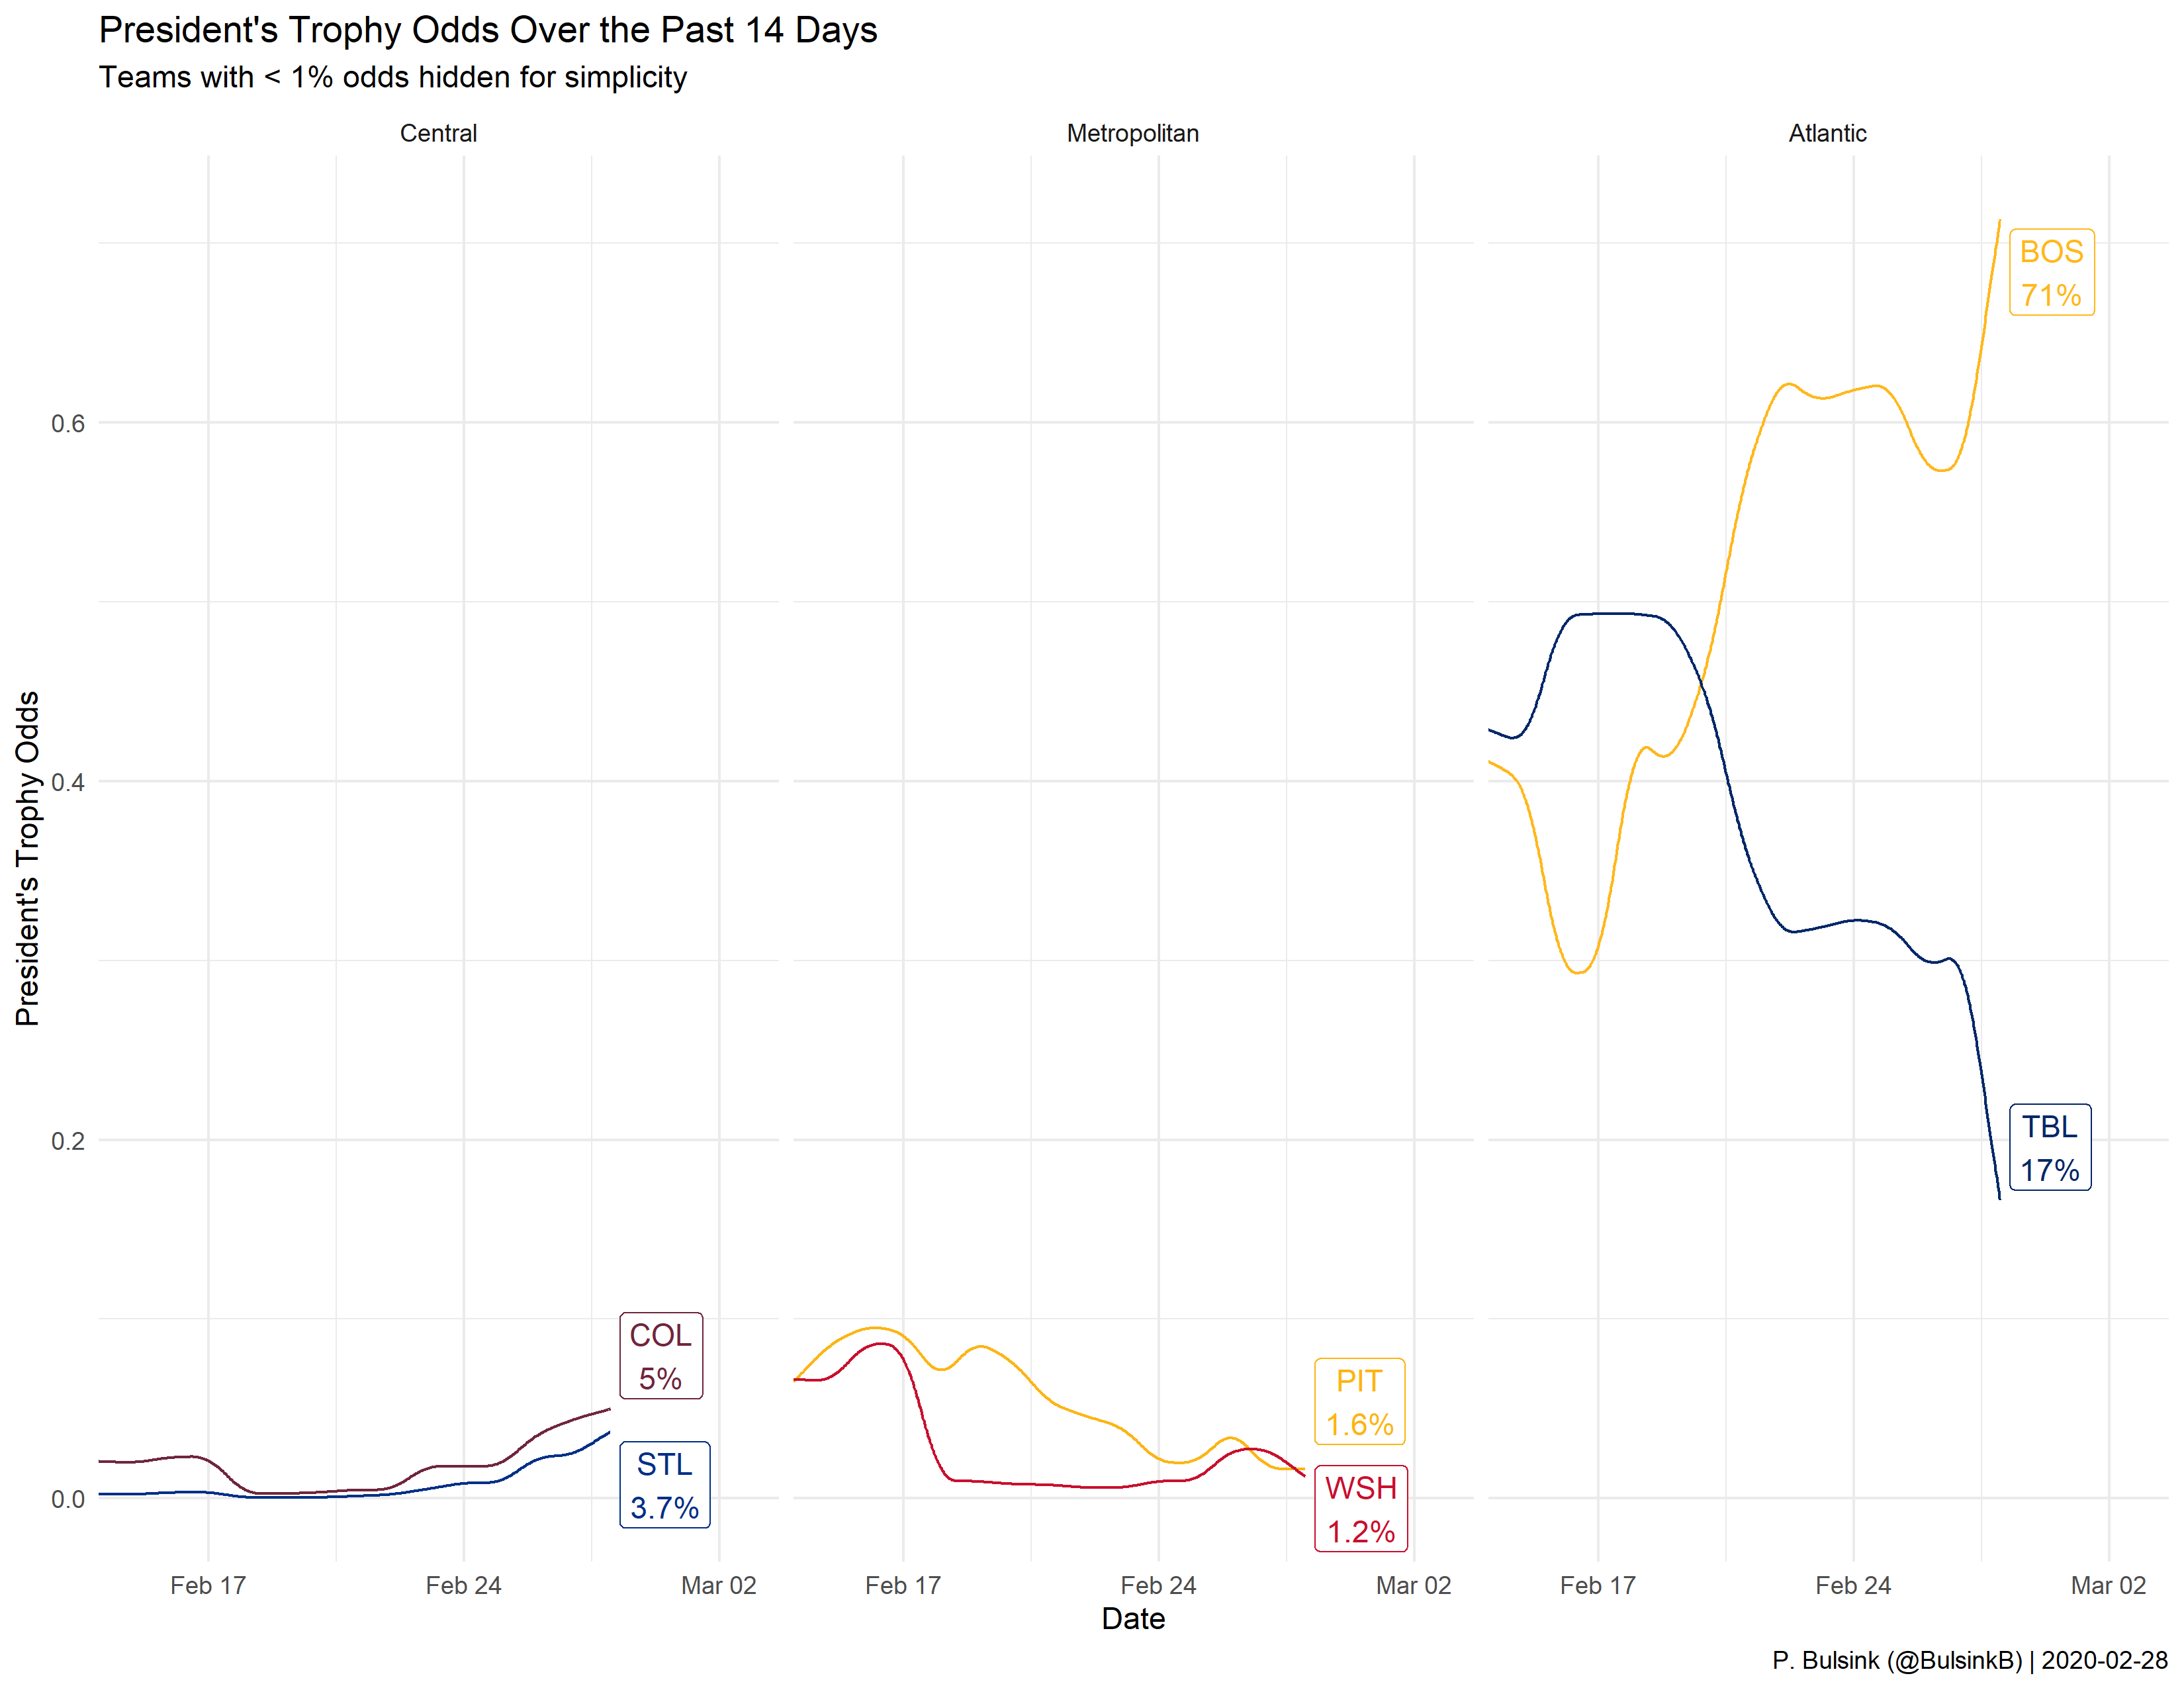 President's Trophy Odds Over the Past 14 Days
Teams with < 1% odds hidden for simplicity
Central
Metropolitan
Atlantic
President's Trophy Odds
0.6
0.4
0.2
0.0
COL
5%
STL
3.7%
PIT
1.6%
WSH
1.2%
BOS
71%
TBL
17%
Feb 17
Feb 24
Mar 02
Feb 17
Feb 24
Mar 02
Feb 17
Feb 24
Mar 02
Date
P. Bulsink (@BulsinkB) | 2020-02-28